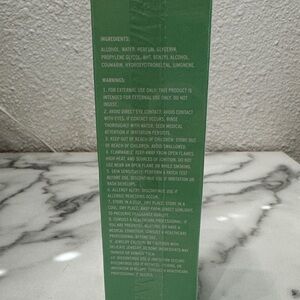 INGREDIENTS:
ALCOHOL, WATER, PERFUM, GLYCERIN,
PROPYLENE GLYCOL, BHT, BENZYL ALCOHOL,
COUMARIN, HYDROXYCITRONELLAL, LIMONENE.
WARNINGS:
1. FOR EXTERNAL USE ONLY: THIS PRODUCT IS
INTENDED FOR EXTERNAL USE ONLY. DO NOT
INGEST.
2. AVOID DIRECT EYE CONTACT: AVOID CONTACT
WITH EYES. IF CONTACT OCCURS, RINSE
THOROUGHLY WITH WATER. SEEK MEDICAL
ATTENTION IF IRRITATION PERSISTS.
3. KEEP OUT OF REACH OF CHILDREN: STORE OUT
OF REACH OF CHILDREN. AVOID SWALLOWING.
4. FLAMMABLE: KEEP AWAY FROM OPEN FLAMES,
HIGH HEAT, AND SOURCES OF IGNITION. DO NOT
USE NEAR AN OPEN FLAME OR WHILE SMOKING.
5. SKIN SENSITIVITY: PERFORM A PATCH TEST
BEFORE USE. DISCONTINUE USE IF IRRITATION OR
RASH DEVELOPS.
6. ALLERGY ALERT: DISCONTINUE USE IF
ALLERGIC REACTIONS OCCUR.
7. STORE IN A COOL, DRY PLACE: STORE IN A
COOL, DRY PLACE, AWAY FROM DIRECT SUNLIGHT,
TO PRESERVE FRAGRANCE QUALITY.
8. CONSULT A HEALTHCARE PROFESSIONAL: IF
YOU ARE PREGNANT, NURSING, OR HAVE A
MEDICAL CONDITION, CONSULT A HEALTHCARE
PROFESSIONAL BEFORE USE.
9. JEWELRY CAUTION: